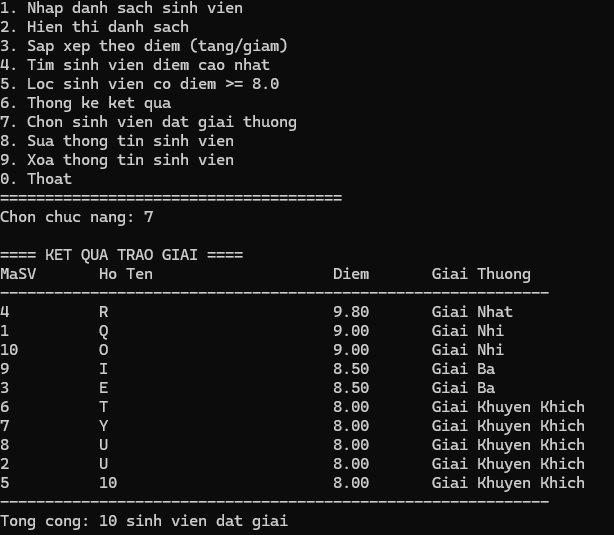 1. Nhap danh sach sinh vien
2. Hien thi danh sach
3. Sap xep theo diem (tang/giam)
4. Tim sinh vien diem cao nhat
5. Loc sinh vien co diem >= 8.0
6. Thong ke ket qua
7. Chon sinh vien dat giai thuong
8. Sua thong tin sinh vien
9. Xoa thong tin sinh vien
0. Thoat
======================================
Chon chuc nang: 7
==== KET QUA TRAO GIAI ====
MaSV Ho Ten Diem Giai Thuong
-------------------------------------------------------------
4 R 9.80 Giai Nhat
1 Q 9.00 Giai Nhi
10 O 9.00 Giai Nhi
9 I 8.50 Giai Ba
3 E 8.50 Giai Ba
6 T 8.00 Giai Khuyen Khich
7 Y 8.00 Giai Khuyen Khich
8 U 8.00 Giai Khuyen Khich
2 U 8.00 Giai Khuyen Khich
5 10 8.00 Giai Khuyen Khich
-------------------------------------------------------------
Tong cong: 10 sinh vien dat giai